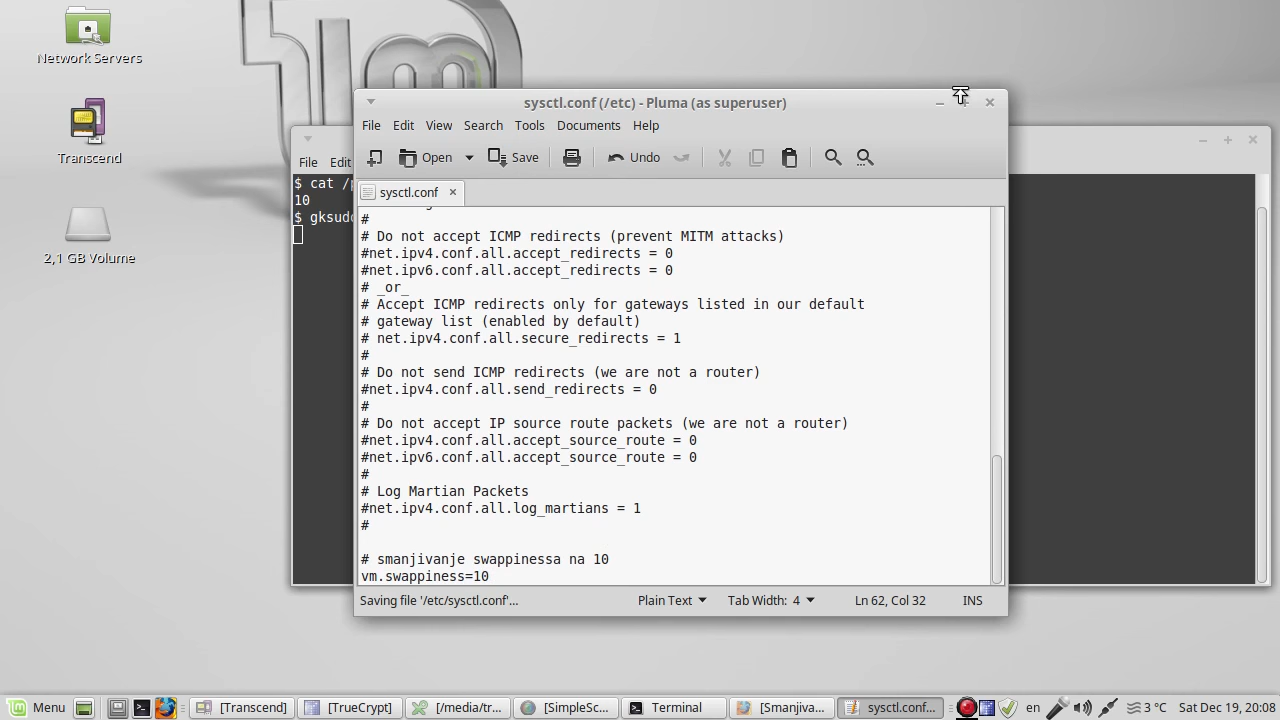 Network Servers
Transcend
2,1 GB Volume
File Edit
$ cat /
10
$ gksudo
sysctl.conf (/etc) - Pluma (as superuser)
File Edit View Search Tools Documents Help
Open Save Undo
sysctl.conf
#
# Do not accept ICMP redirects (prevent MITM attacks)
#net.ipv4.conf.all.accept_redirects = 0
#net.ipv6.conf.all.accept_redirects = 0
# _or_
# Accept ICMP redirects only for gateways listed in our default
# gateway list (enabled by default)
# net.ipv4.conf.all.secure_redirects = 1
#
# Do not send ICMP redirects (we are not a router)
#net.ipv4.conf.all.send_redirects = 0
#
# Do not accept IP source route packets (we are not a router)
#net.ipv4.conf.all.accept_source_route = 0
#net.ipv6.conf.all.accept_source_route = 0
#
# Log Martian Packets
#net.ipv4.conf.all.log_martians = 1
#
# smanjivanje swappinessa na 10
vm.swappiness=10
Saving file '/etc/sysctl.conf'... Plain Text Tab Width: 4 Ln 62, Col 32 INS
Menu [Transcend] [TrueCrypt] [/media/tr... [SimpleSc... Terminal [Smanjiva... sysctl.conf... en 3 °C Sat Dec 19, 20:08